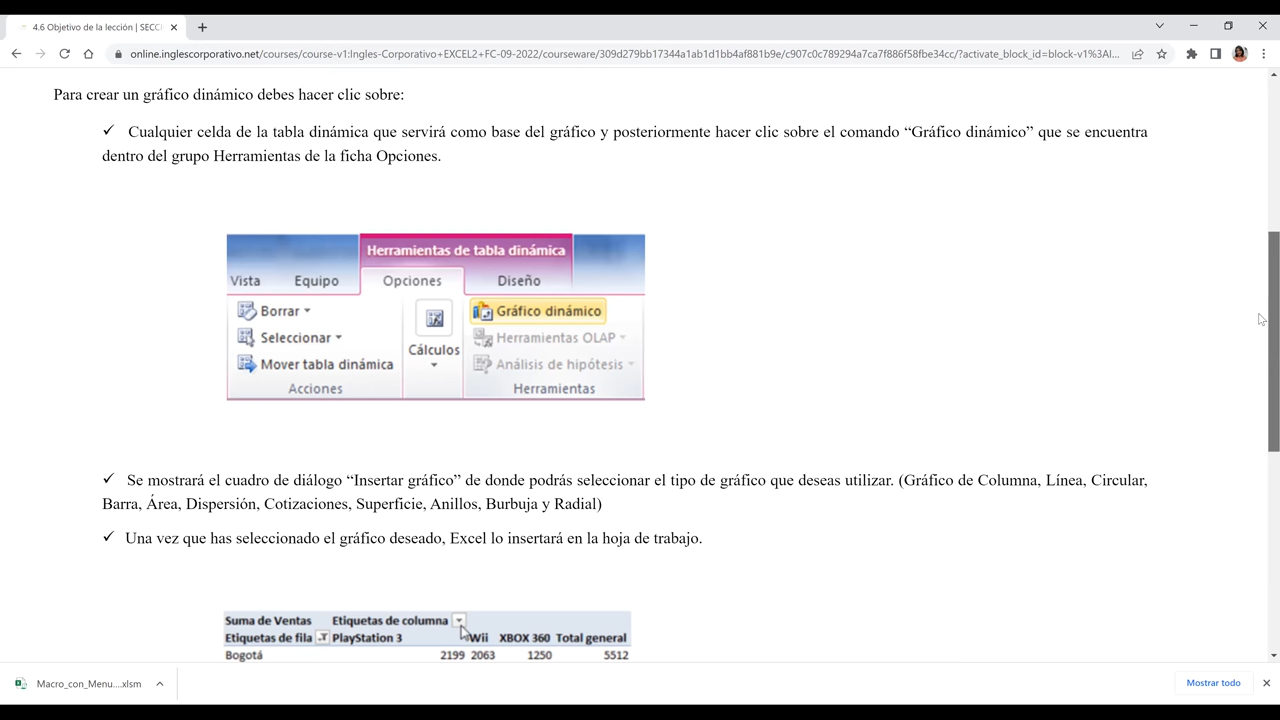 4.6 Objetivo de la lección | SECCI
online.inglescorporativo.net/courses/course-v1:Ingles-Corporativo+EXCEL2+FC-09-2022/courseware/309d279bb17344a1ab1d1bb4af881b9e/c907c0c789294a7ca7f886f58fbe34cc/?activate_block_id=block-v1%3AI...
Para crear un gráfico dinámico debes hacer clic sobre:
✓ Cualquier celda de la tabla dinámica que servirá como base del gráfico y posteriormente hacer clic sobre el comando “Gráfico dinámico” que se encuentra
dentro del grupo Herramientas de la ficha Opciones.
Herramientas de tabla dinámica
Vista Equipo Opciones Diseño
Borrar Gráfico dinámico
Seleccionar Herramientas OLAP
Cálculos
Mover tabla dinámica Análisis de hipótesis
Acciones Herramientas
✓ Se mostrará el cuadro de diálogo “Insertar gráfico” de donde podrás seleccionar el tipo de gráfico que deseas utilizar. (Gráfico de Columna, Línea, Circular,
Barra, Área, Dispersión, Cotizaciones, Superficie, Anillos, Burbuja y Radial)
✓ Una vez que has seleccionado el gráfico deseado, Excel lo insertará en la hoja de trabajo.
Suma de Ventas Etiquetas de columna
Etiquetas de fila PlayStation 3 Wii XBOX 360 Total general
Bogotá 2199 2063 1250 5512
Macro_con_Menu....xlsm
Mostrar todo